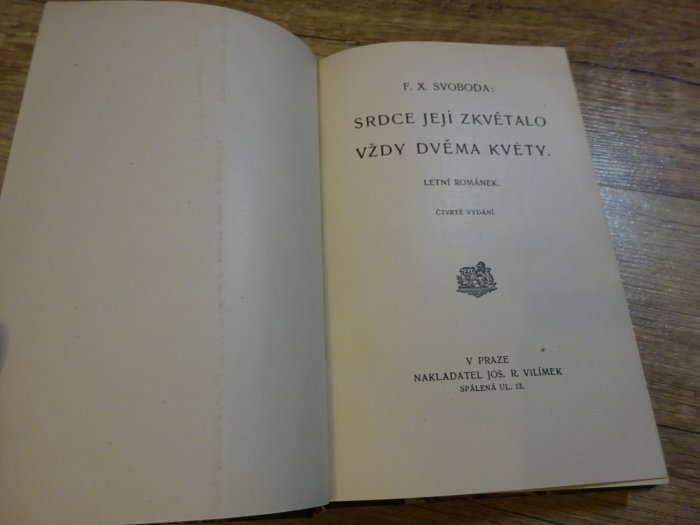 F. X. SVOBODA:
SRDCE JEJÍ ZKVÉTALO
VŽDY DVĚMA KVĚTY.
LETNÍ ROMÁNEK.
ČTVRTÉ VYDÁNÍ.
V PRAZE
NAKLADATEL JOS. R. VILÍMEK
SPÁLENÁ UL. 13.